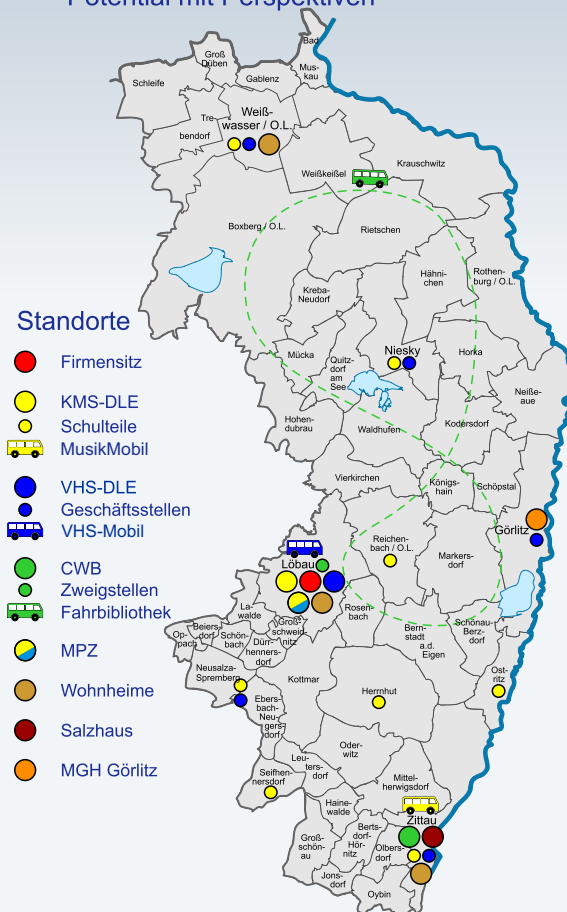 Potential mit Perspektiven
Bad
Mus-
kau
Groß
Düben
Schleife
Gablenz
Weiß-
wasser / O.L.
Tre
bendorf
Krauschwitz
Weißkeißel
Boxberg / O.L.
Rietschen
Hähni-
chen
Rothen-
burg / O.L.
Kreba-
Neudorf
Standorte
Firmensitz
KMS-DLE
Schulteile
MusikMobil
VHS-DLE
Geschäftsstellen
VHS-Mobil
CWB
Zweigstellen
Fahrbibliothek
MPZ
Wohnheime
Salzhaus
MGH Görlitz
Mücka
Quitz-
dorf
am
See
Niesky
Horka
Neiße-
aue
Hohen-
dubrau
Waldhufen
Kodersdorf
Vierkirchen
Königs-
hain
Schöpstal
Görlitz
Reichen-
bach / O.L.
Markers-
dorf
Löbau
La-
walde
Rosen-
bach
Groß-
schweid-
nitz
Op-
pach
Beiers-
dorf
Schön-
bach
Dürr-
henners-
dorf
Bern-
stadt
a.d.
Eigen
Schönau-
Berz-
dorf
Neusalza-
Spremberg
Kottmar
Ost-
ritz
Herrnhut
Ebers-
bach-
Neu-
gers-
dorf
Oder-
witz
Leu-
ters-
dorf
Seifhen-
nersdorf
Mittel-
herwigsdorf
Haine-
walde
Zittau
Groß-
schön-
au
Berts-
dorf-
Hör-
nitz
Olbers-
dorf
Jons-
dorf
Oybin